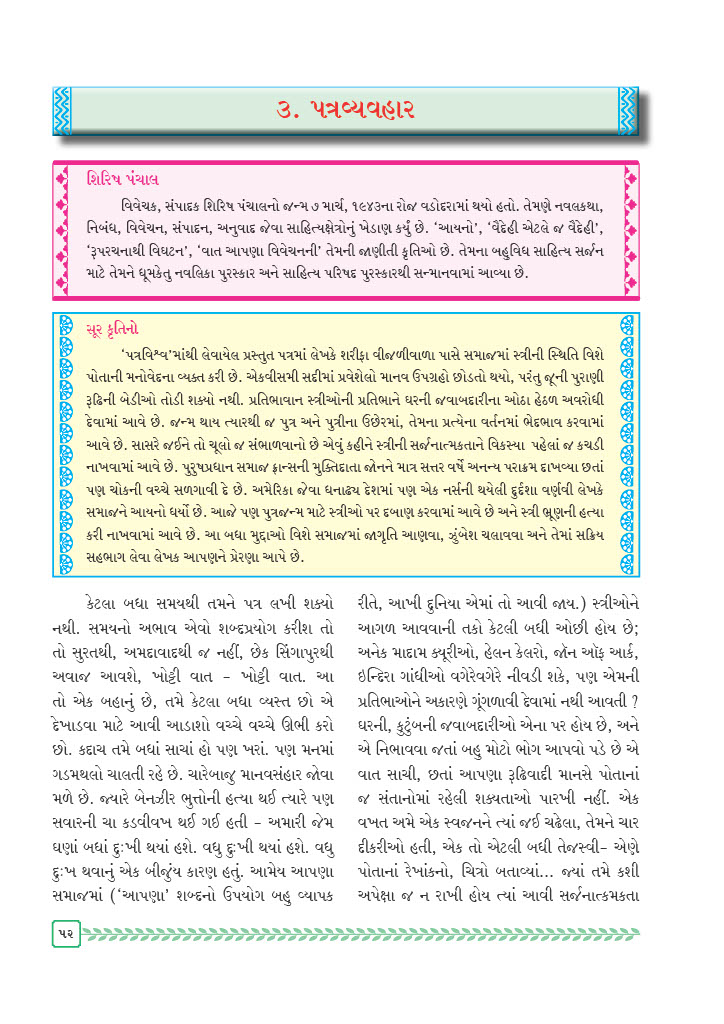 ૩. પત્રવ્યવહાર
શિરિષ પંચાલ
વિવેચક, સંપાદક શિરિષ પંચાલનો જન્મ ૭ માર્ચ, ૧૯૪૩ના રોજ વડોદરામાં થયો હતો. તેમણે નવલકથા,
નિબંધ, વિવેચન, સંપાદન, અનુવાદ જેવા સાહિત્યક્ષેત્રોનું ખેડાણ કર્યું છે. ‘આયનો’, ‘વૈદેહી એટલે જ વૈદેહી’,
‘રૂપરચનાથી વિઘટન’, ‘વાત આપણા વિવેચનની’ તેમની જાણીતી કૃતિઓ છે. તેમના બહુવિધ સાહિત્ય સર્જન
માટે તેમને ધૂમકેતુ નવલિકા પુરસ્કાર અને સાહિત્ય પરિષદ પુરસ્કારથી સન્માનવામાં આવ્યા છે.
સૂર કૃતિનો
‘પત્રવિશ્વ’માંથી લેવાયેલ પ્રસ્તુત પત્રમાં લેખકે શરીફા વીજળીવાળા પાસે સમાજમાં સ્ત્રીની સ્થિતિ વિશે
પોતાની મનોવેદના વ્યક્ત કરી છે. એકવીસમી સદીમાં પ્રવેશેલો માનવ ઉપગ્રહો છોડતો થયો, પરંતુ જૂની પુરાણી
રૂઢિની બેડીઓ તોડી શક્યો નથી. પ્રતિભાવાન સ્ત્રીઓની પ્રતિભાને ઘરની જવાબદારીના ઓઠા હેઠળ અવરોધી
દેવામાં આવે છે. જન્મ થાય ત્યારથી જ પુત્ર અને પુત્રીના ઉછેરમાં, તેમના પ્રત્યેના વર્તનમાં ભેદભાવ કરવામાં
આવે છે. સાસરે જઈને તો ચૂલો જ સંભાળવાનો છે એવું કહીને સ્ત્રીની સર્જનાત્મકતાને વિકસ્યા પહેલાં જ કચડી
નાખવામાં આવે છે. પુરુષપ્રધાન સમાજ ફ્રાન્સની મુક્તિદાતા જોનને માત્ર સત્તર વર્ષે અનન્ય પરાક્રમ દાખવ્યા છતાં
પણ ચોકની વચ્ચે સળગાવી દે છે. અમેરિકા જેવા ધનાઢ્ય દેશમાં પણ એક નર્સની થયેલી દુર્દશા વર્ણવી લેખકે
સમાજને આયનો ધર્યો છે. આજે પણ પુત્રજન્મ માટે સ્ત્રીઓ પર દબાણ કરવામાં આવે છે અને સ્ત્રી ભ્રૂણની હત્યા
કરી નાખવામાં આવે છે. આ બધા મુદ્દાઓ વિશે સમાજમાં જાગૃતિ આણવા, ઝુંબેશ ચલાવવા અને તેમાં સક્રિય
સહભાગ લેવા લેખક આપણને પ્રેરણા આપે છે.
કેટલા બધા સમયથી તમને પત્ર લખી શક્યો
નથી. સમયનો અભાવ એવો શબ્દપ્રયોગ કરીશ તો
તો સુરતથી, અમદાવાદથી જ નહીં, છેક સિંગાપુરથી
અવાજ આવશે, ખોટ્ટી વાત – ખોટ્ટી વાત. આ
તો એક બહાનું છે, તમે કેટલા બધા વ્યસ્ત છો એ
દેખાડવા માટે આવી આડાશો વચ્ચે વચ્ચે ઊભી કરો
છો. કદાચ તમે બધાં સાચાં હો પણ ખરાં. પણ મનમાં
ગડમથલો ચાલતી રહે છે. ચારેબાજુ માનવસંહાર જોવા
મળે છે. જ્યારે બેનઝીર ભુત્તોની હત્યા થઈ ત્યારે પણ
સવારની ચા કડવીવખ થઈ ગઈ હતી – અમારી જેમ
ઘણાં બધાં દુઃખી થયાં હશે. વધુ દુઃખી થયાં હશે. વધુ
દુઃખ થવાનું એક બીજુંય કારણ હતું. આમેય આપણા
સમાજમાં (‘આપણા’ શબ્દનો ઉપયોગ બહુ વ્યાપક
રીતે, આખી દુનિયા એમાં તો આવી જાય.) સ્ત્રીઓને
આગળ આવવાની તકો કેટલી બધી ઓછી હોય છે;
અનેક માદામ ક્યૂરીઓ, હેલન કેલરો, જૉન ઑફ આર્ક,
ઇન્દિરા ગાંધીઓ વગેરેવગેરે નીવડી શકે, પણ એમની
પ્રતિભાઓને અકારણે ગૂંગળાવી દેવામાં નથી આવતી ?
ઘરની, કુટુંબની જવાબદારીઓ એના પર હોય છે, અને
એ નિભાવવા જતાં બહુ મોટો ભોગ આપવો પડે છે એ
વાત સાચી, છતાં આપણા રૂઢિવાદી માનસે પોતાનાં
જ સંતાનોમાં રહેલી શક્યતાઓ પારખી નહીં. એક
વખત અમે એક સ્વજનને ત્યાં જઈ ચઢેલા, તેમને ચાર
દીકરીઓ હતી, એક તો એટલી બધી તેજસ્વી– એણે
પોતાનાં રેખાંકનો, ચિત્રો બતાવ્યાં... જ્યાં તમે કશી
અપેક્ષા જ ન રાખી હોય ત્યાં આવી સર્જનાત્કમકતા
૫૨